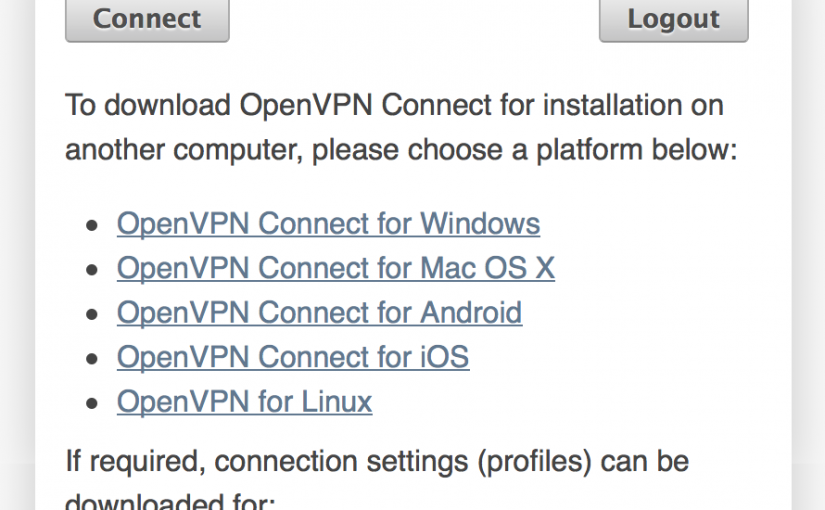 Connect
Logout
To download OpenVPN Connect for installation on
another computer, please choose a platform below:
OpenVPN Connect for Windows
OpenVPN Connect for Mac OS X
OpenVPN Connect for Android
OpenVPN Connect for iOS
OpenVPN for Linux
If required, connection settings (profiles) can be
downloaded for: